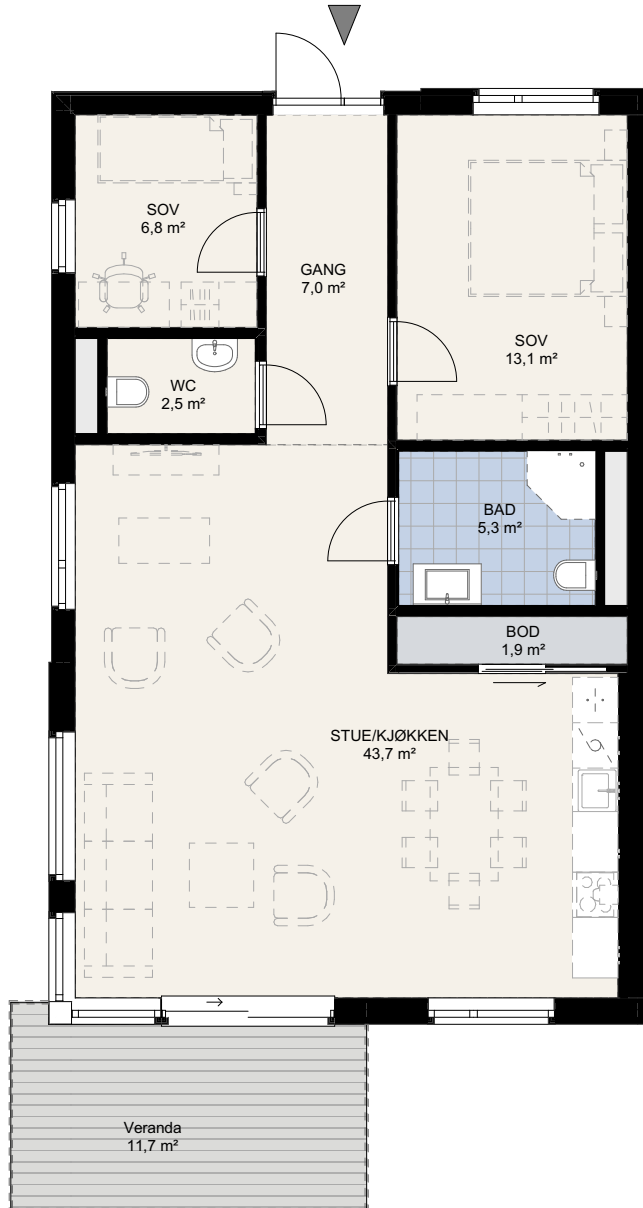 SOV
6,8 m²
GANG
7,0 m²
SOV
13,1 m²
WC
2,5 m²
BAD
5,3 m²
BOD
1,9 m²
STUE/KJØKKEN
43,7 m²
Veranda
11,7 m²